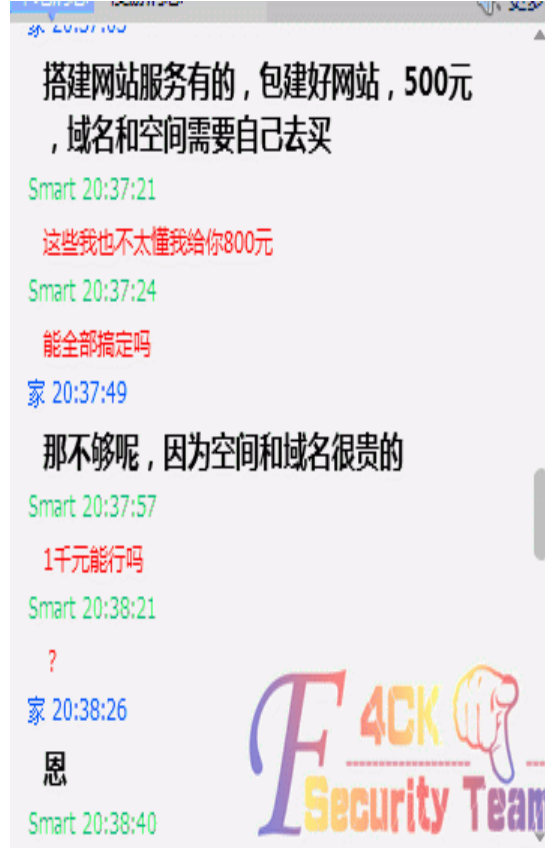 家 20:37:03
搭建网站服务有的，包建好网站，500元
，域名和空间需要自己去买
Smart 20:37:21
这些我也不太懂我给你800元
Smart 20:37:24
能全部搞定吗
家 20:37:49
那不够呢，因为空间和域名很贵的
Smart 20:37:57
1千元能行吗
Smart 20:38:21
?
家 20:38:26
恩
Smart 20:38:40
F4CK
Security Team